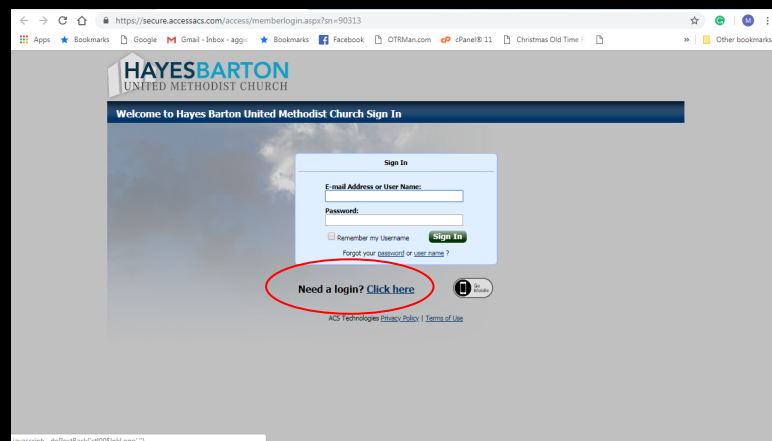 https://secure.accessacs.com/access/memberlogin.aspx?sn=90313
M
Apps Bookmarks Google Gmail - Inbox - aggie Bookmarks Facebook OTRMan.com cPanel® 11 Christmas Old Time » Other bookmarks
HAYESBARTON
UNITED METHODIST CHURCH
Welcome to Hayes Barton United Methodist Church Sign In
Sign In
E-mail Address or User Name:
Password:
Remember my Username Sign In
Forgot your password or user name ?
Need a login? Click here
Go Mobile
ACS Technologies Privacy Policy | Terms of Use